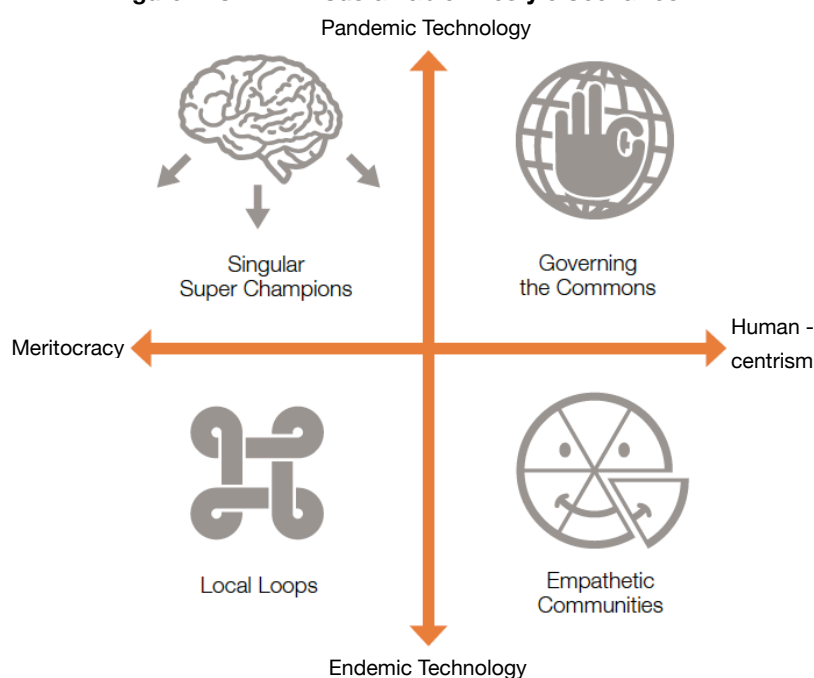 Pandemic Technology
Singular
Super Champions
Governing
the Commons
Meritocracy
Human -
centrism
Local Loops
Empathetic
Communities
Endemic Technology